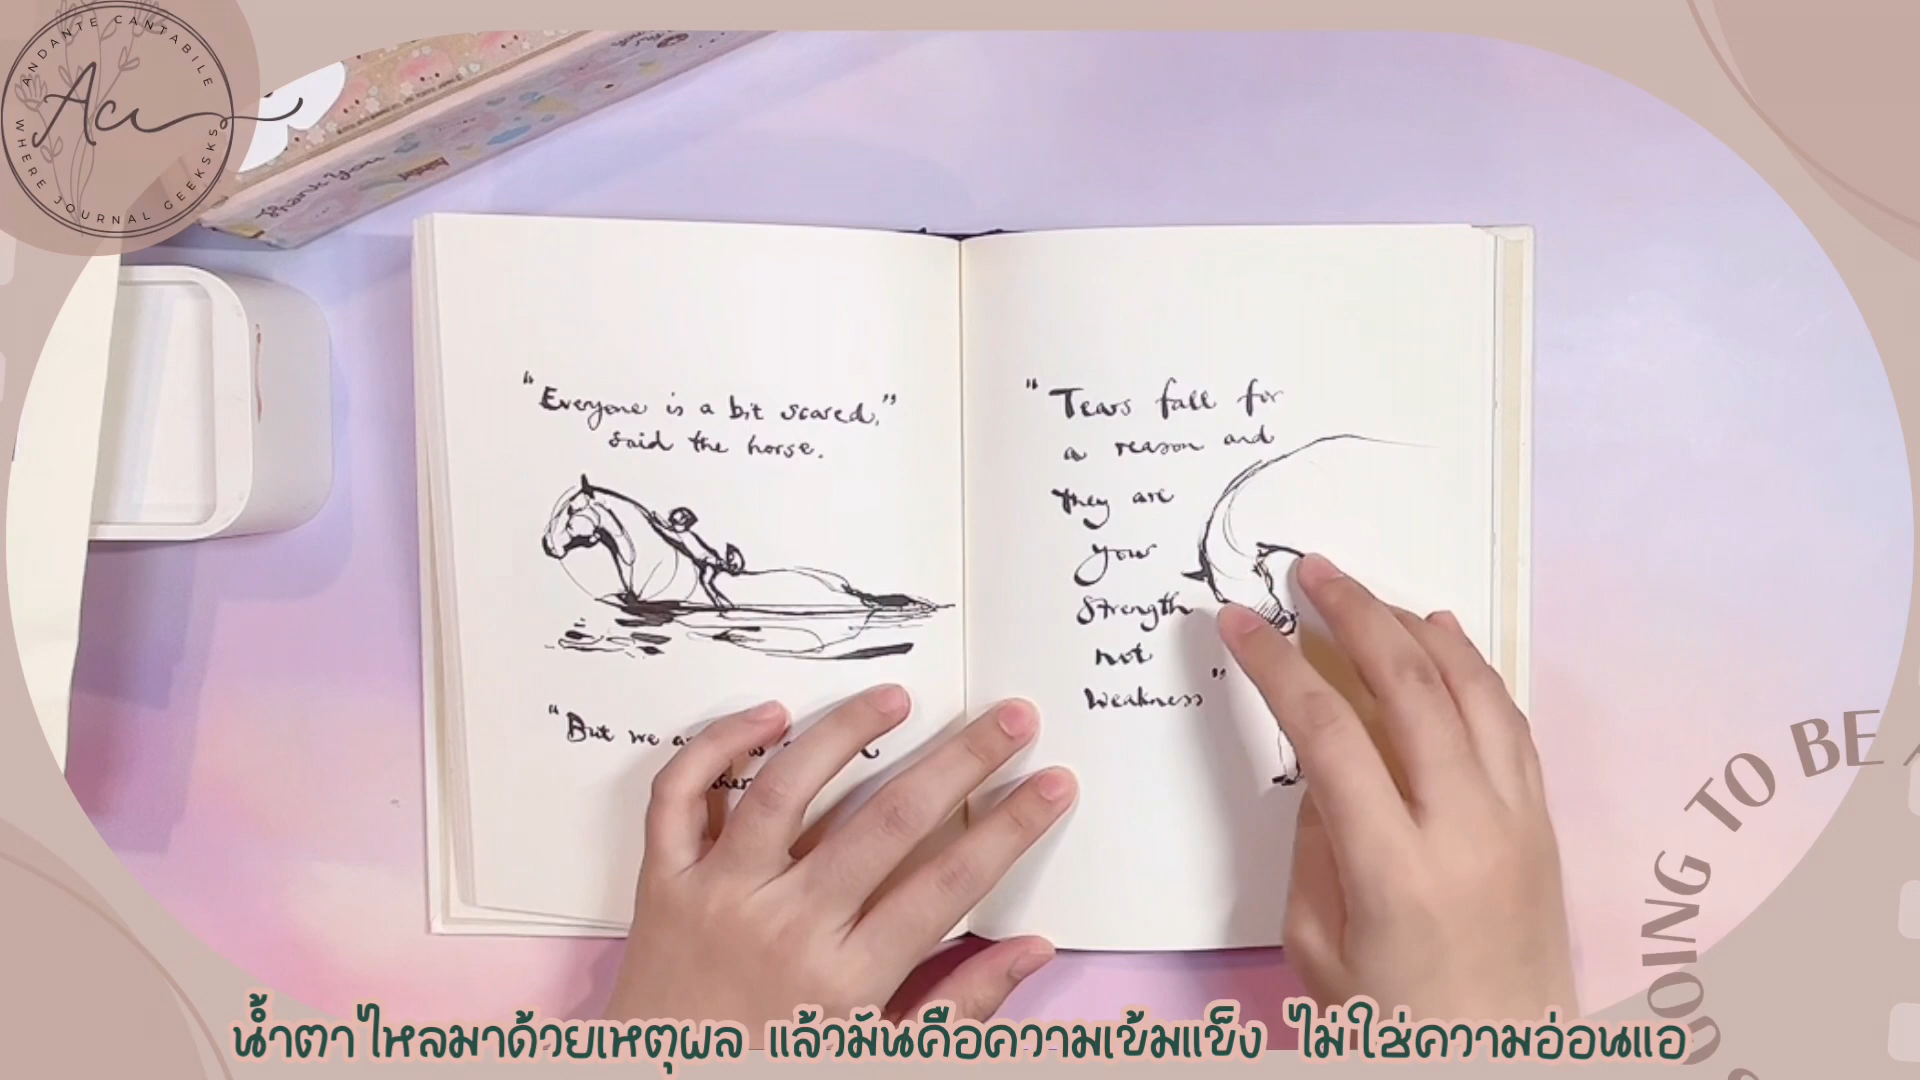 ANDANTE CANTABILE
Aca
WHERE JOURNAL GEEKSKS
Thank You
"Everyone is a bit scared,"
said the horse.
"But we
"Tears fall for
a reason and
they are
your
strength
not
weakness"
GOING TO BE
น้ำตาไหลมาด้วยเหตุผล แล้วมันคือความเข้มแข็ง ไม่ใช่ความอ่อนแอ